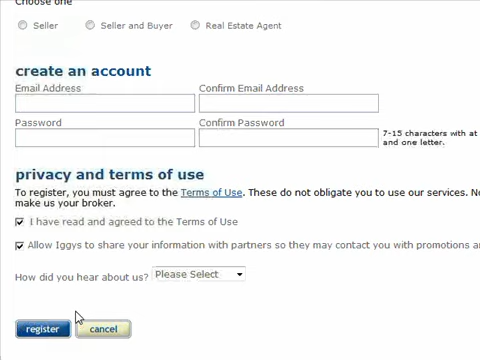 Choose one
Seller Seller and Buyer Real Estate Agent
create an account
Email Address Confirm Email Address
Password Confirm Password
7-15 characters with at
and one letter.
privacy and terms of use
To register, you must agree to the Terms of Use. These do not obligate you to use our services. No
make us your broker.
I have read and agreed to the Terms of Use
Allow Iggys to share your information with partners so they may contact you with promotions a
How did you hear about us? Please Select
register cancel